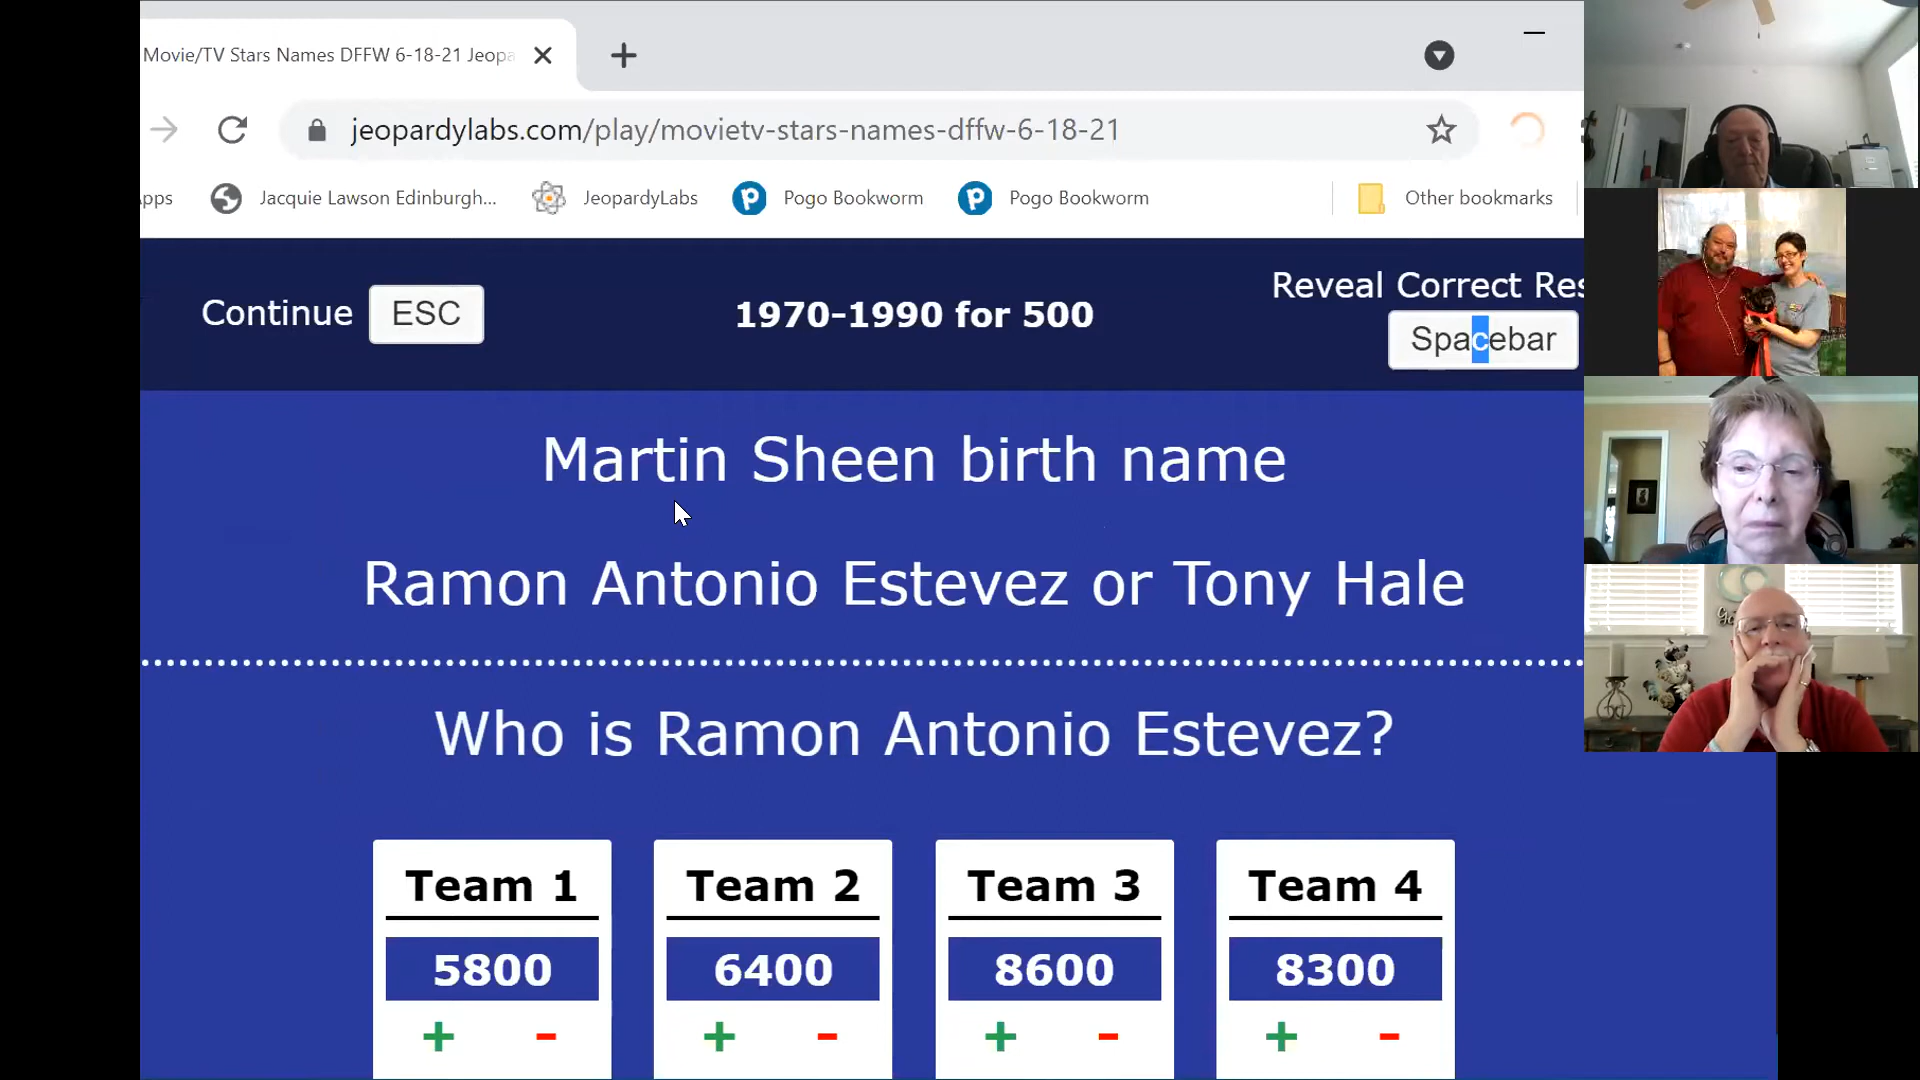 Movie/TV Stars Names DFFW 6-18-21 Jeopa
jeopardylabs.com/play/movietv-stars-names-dffw-6-18-21
pps
Jacquie Lawson Edinburgh...
JeopardyLabs
Pogo Bookworm
Pogo Bookworm
Other bookmarks
Continue ESC
1970-1990 for 500
Reveal Correct Res
Spacebar
Martin Sheen birth name
Ramon Antonio Estevez or Tony Hale
Who is Ramon Antonio Estevez?
Team 1 Team 2 Team 3 Team 4
5800 6400 8600 8300
+ - + - + - + -